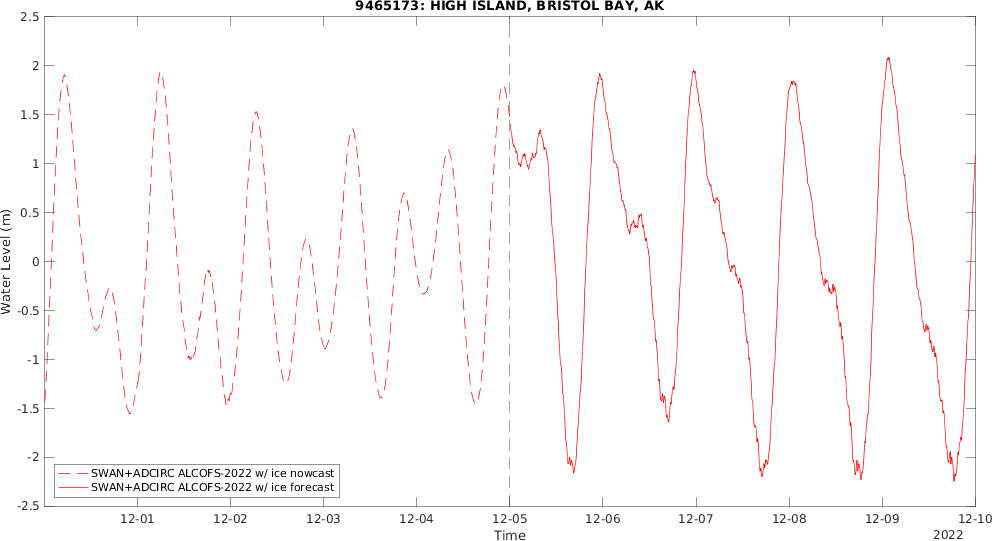 9465173: HIGH ISLAND, BRISTOL BAY, AK
2.5
2
1.5
1
0.5
0
-0.5
-1
-1.5
-2
-2.5
Water Level (m)
SWAN+ADCIRC ALCOFS-2022 w/ ice nowcast
SWAN+ADCIRC ALCOFS-2022 w/ ice forecast
12-01 12-02 12-03 12-04 12-05 12-06 12-07 12-08 12-09 12-10
Time
2022